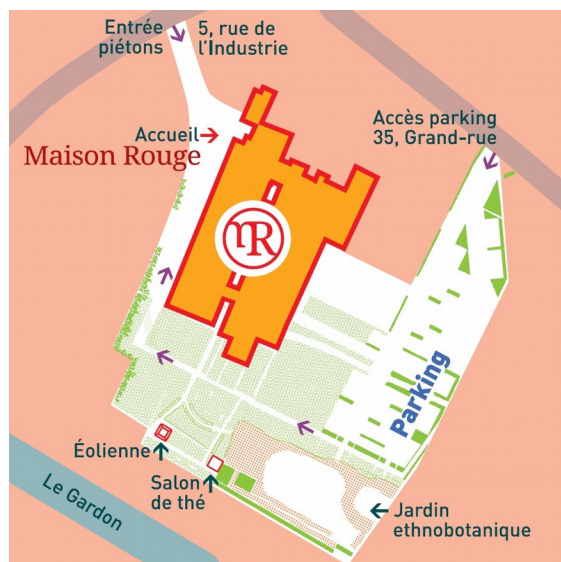 Entrée
piétons
5, rue de
l'Industrie
Accès parking
35, Grand-rue
Accueil
Maison Rouge
MR
Parking
Éolienne
Salon
de thé
Le Gardon
Jardin
ethnobotanique